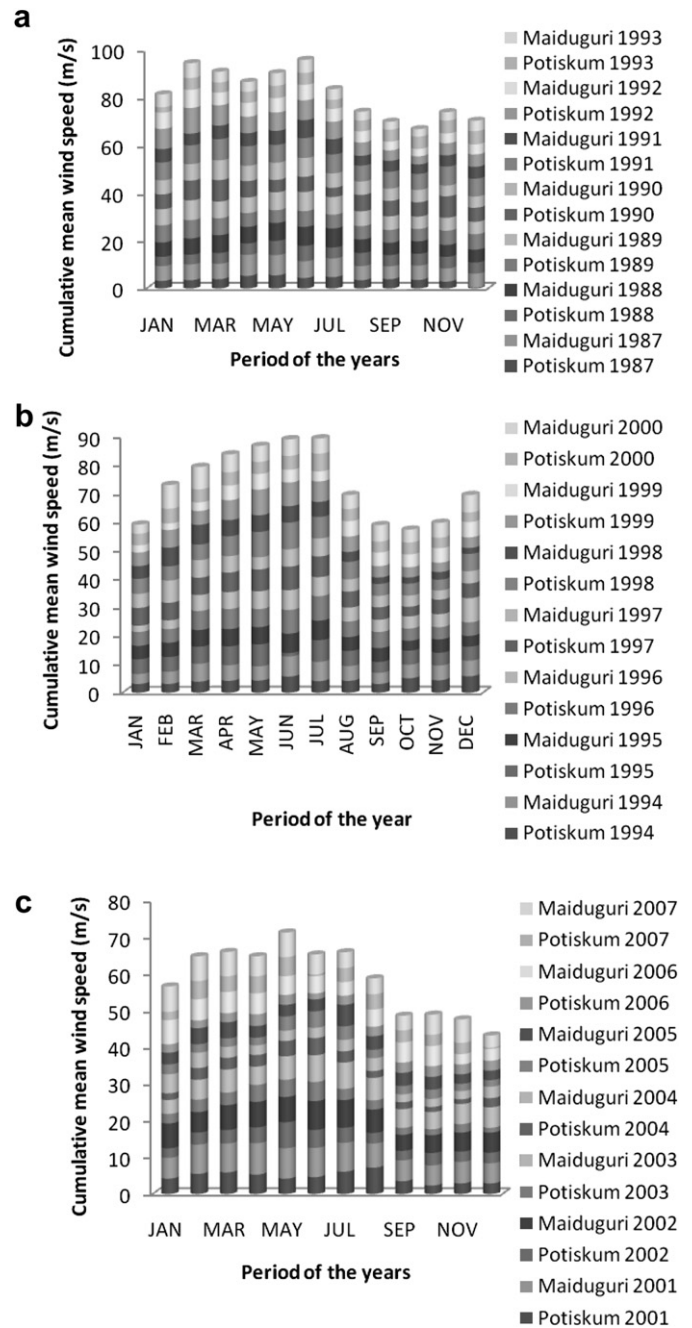 a
Cumulative mean wind speed (m/s)
100
80
60
40
20
0
JAN MAR MAY JUL SEP NOV
Period of the years
Maiduguri 1993
Potiskum 1993
Maiduguri 1992
Potiskum 1992
Maiduguri 1991
Potiskum 1991
Maiduguri 1990
Potiskum 1990
Maiduguri 1989
Potiskum 1989
Maiduguri 1988
Potiskum 1988
Maiduguri 1987
Potiskum 1987
b
Cumulative mean wind speed (m/s)
90
80
70
60
50
40
30
20
10
0
JAN FEB MAR APR MAY JUN JUL AUG SEP OCT NOV DEC
Period of the year
Maiduguri 2000
Potiskum 2000
Maiduguri 1999
Potiskum 1999
Maiduguri 1998
Potiskum 1998
Maiduguri 1997
Potiskum 1997
Maiduguri 1996
Potiskum 1996
Maiduguri 1995
Potiskum 1995
Maiduguri 1994
Potiskum 1994
c
Cumulative mean wind speed (m/s)
80
70
60
50
40
30
20
10
0
JAN MAR MAY JUL SEP NOV
Period of the years
Maiduguri 2007
Potiskum 2007
Maiduguri 2006
Potiskum 2006
Maiduguri 2005
Potiskum 2005
Maiduguri 2004
Potiskum 2004
Maiduguri 2003
Potiskum 2003
Maiduguri 2002
Potiskum 2002
Maiduguri 2001
Potiskum 2001